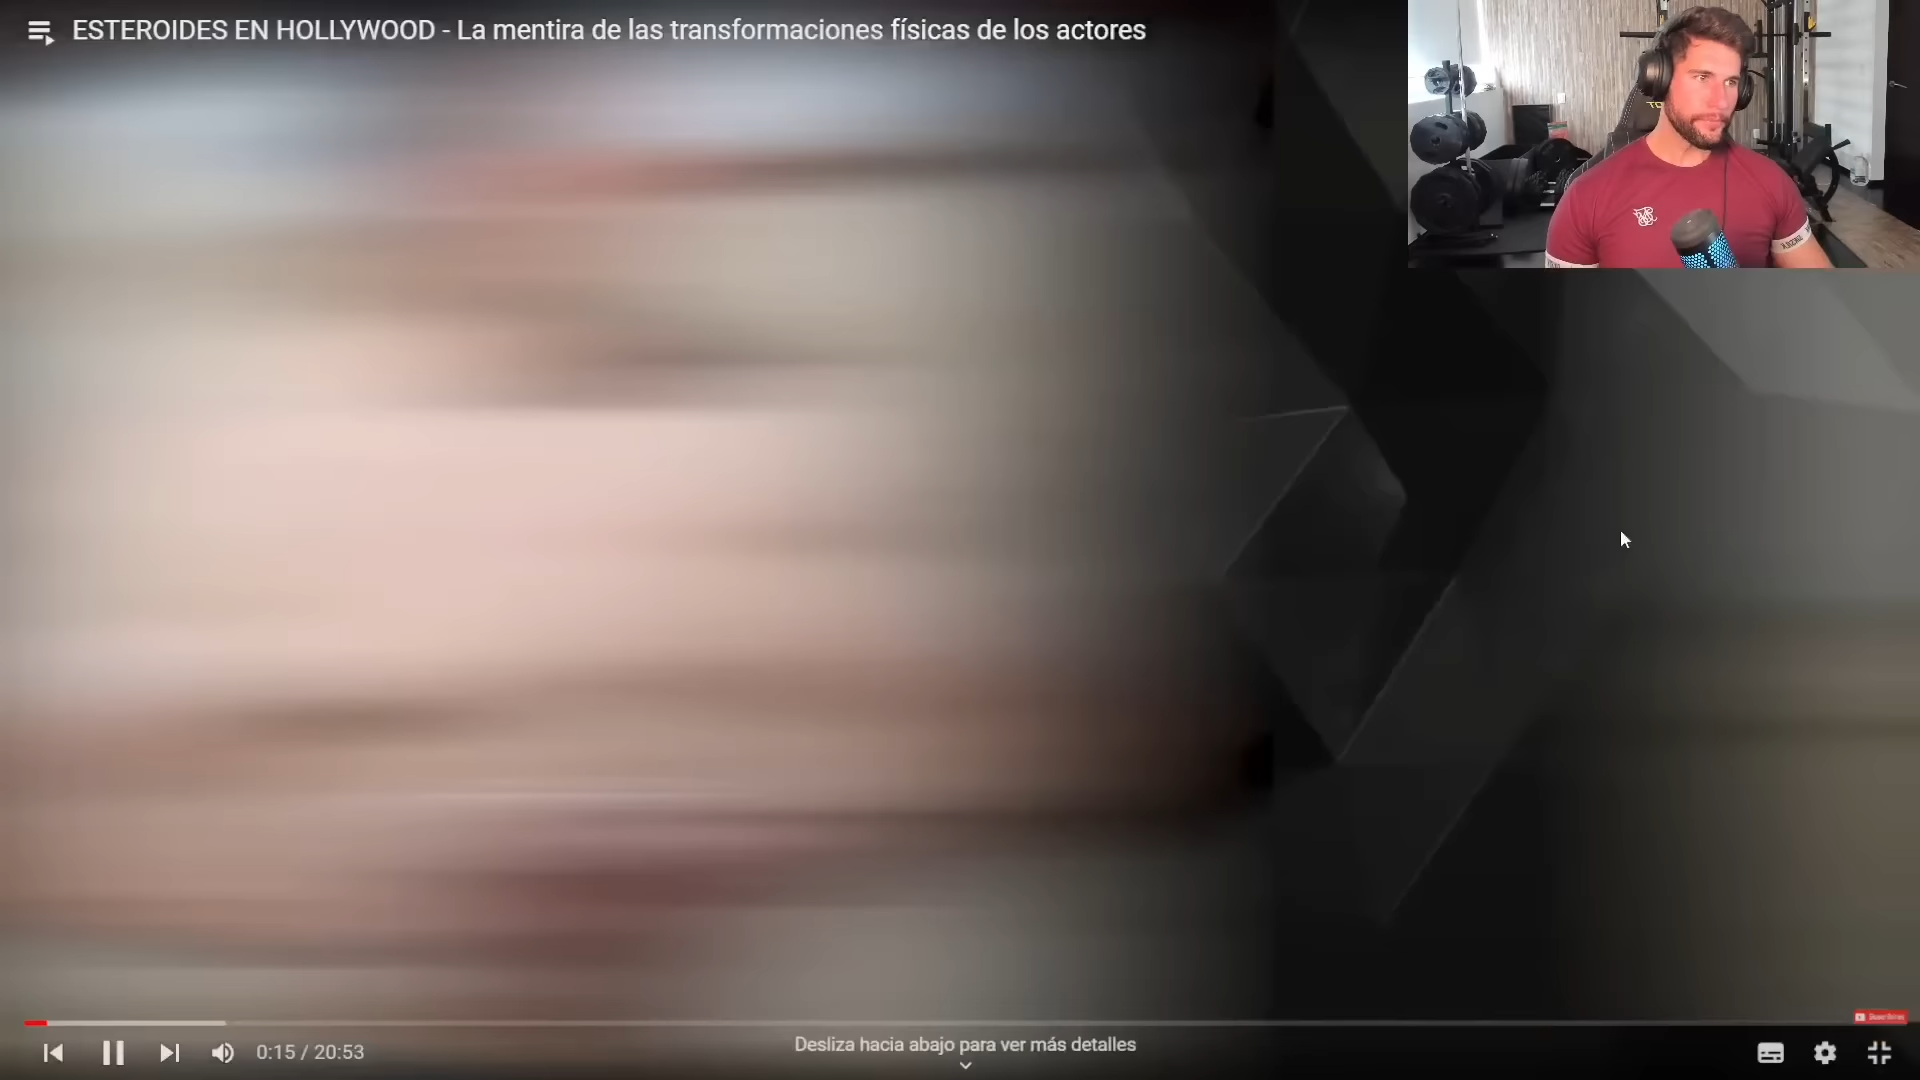 ESTEROIDES EN HOLLYWOOD - La mentira de las transformaciones físicas de los actores
0:15 / 20:53
Desliza hacia abajo para ver más detalles